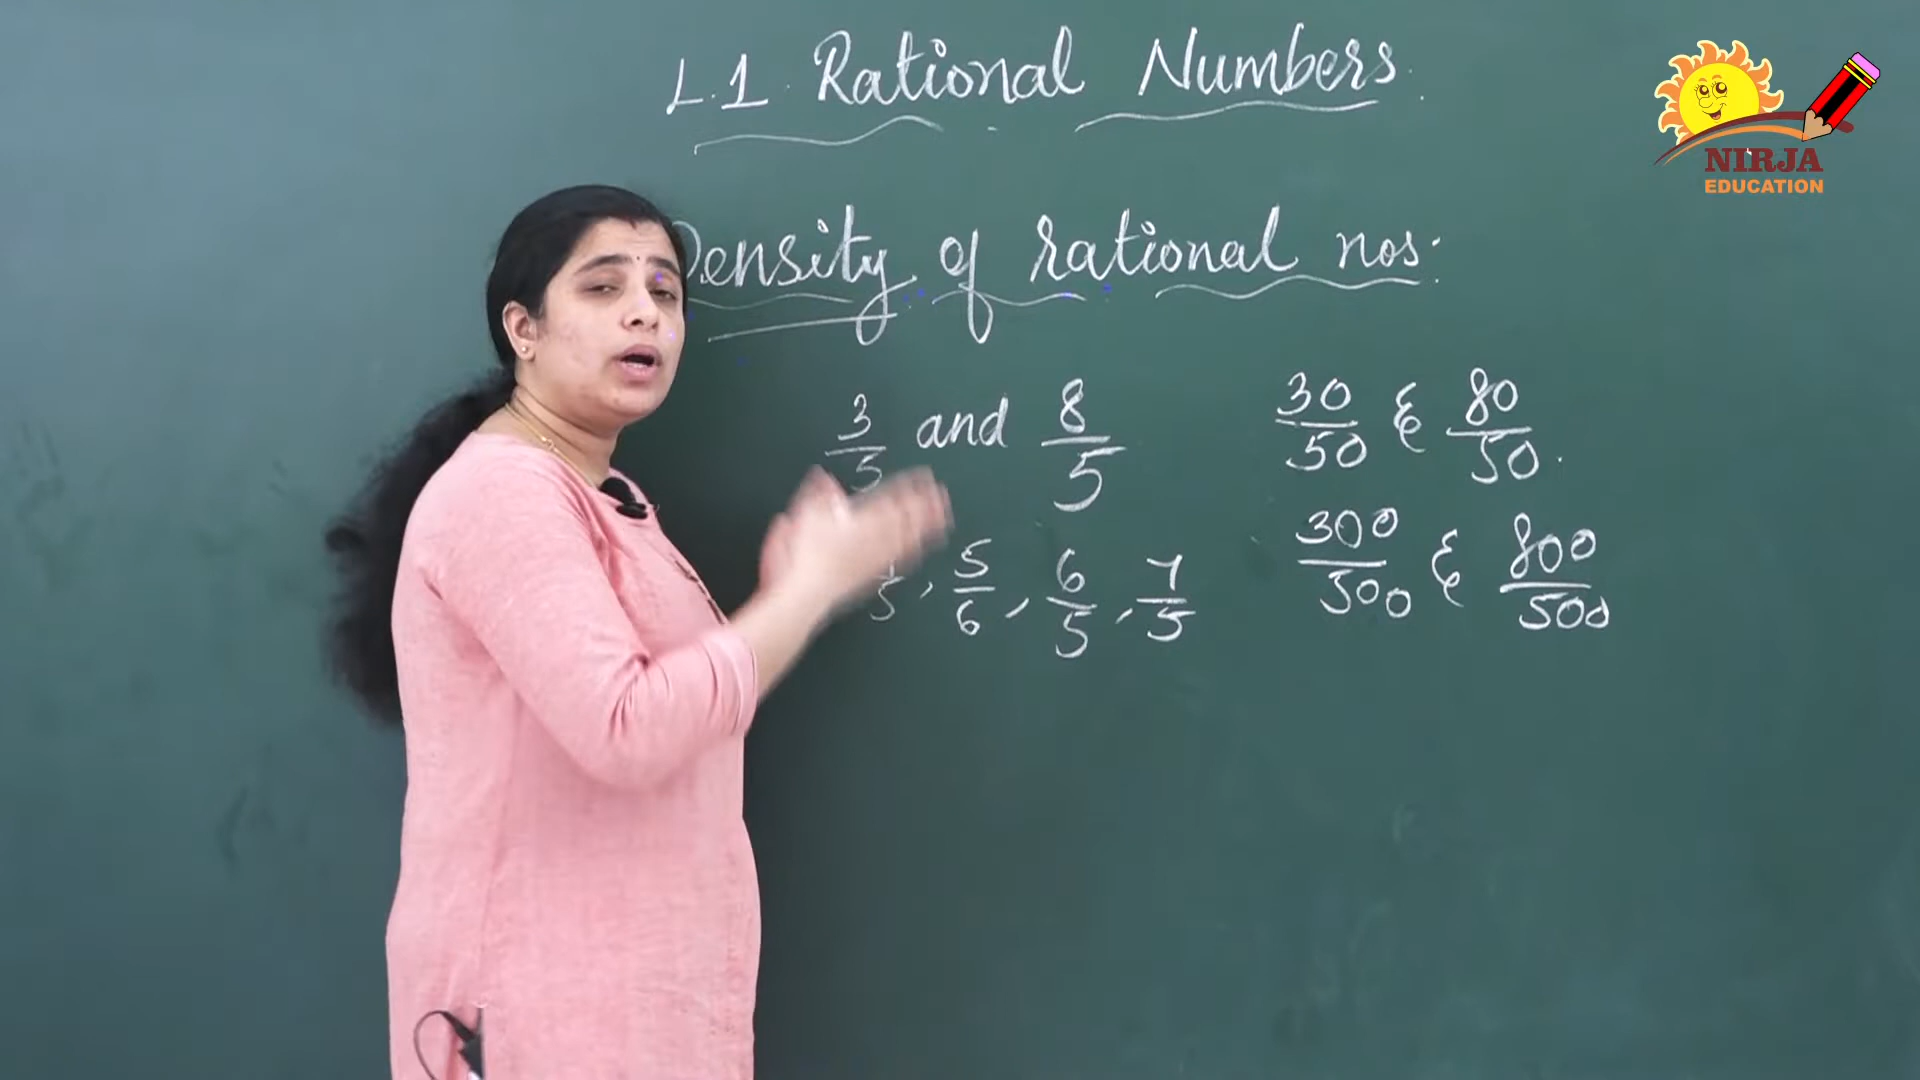 L.1. Rational Numbers.
NIRJA
EDUCATION
Density of rational nos:
3/5 and 8/5
30/50 & 80/50.
5/6, 6/5, 7/5
300/500 & 800/500